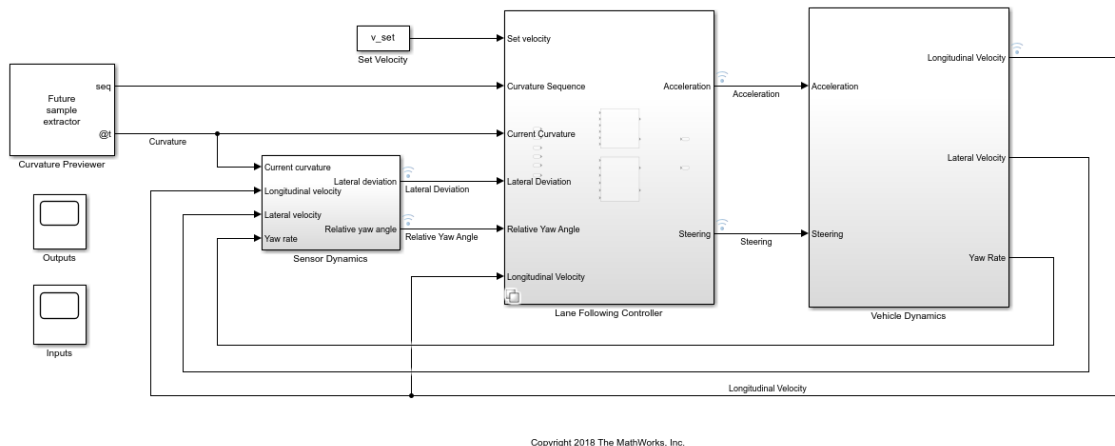 v_set
Set Velocity
Set velocity
Longitudinal Velocity
seq
Curvature Sequence
Acceleration
Acceleration
Acceleration
Future
sample
extractor
@t
Curvature
Current Curvature
Curvature Previewer
Current curvature
Lateral deviation
Lateral Deviation
Lateral Deviation
Lateral Velocity
Longitudinal velocity
Lateral velocity
Relative yaw angle
Relative Yaw Angle
Relative Yaw Angle
Yaw rate
Steering
Steering
Steering
Sensor Dynamics
Outputs
Yaw Rate
Longitudinal Velocity
Lane Following Controller
Vehicle Dynamics
Inputs
Longitudinal Velocity
Copyright 2018 The MathWorks, Inc.